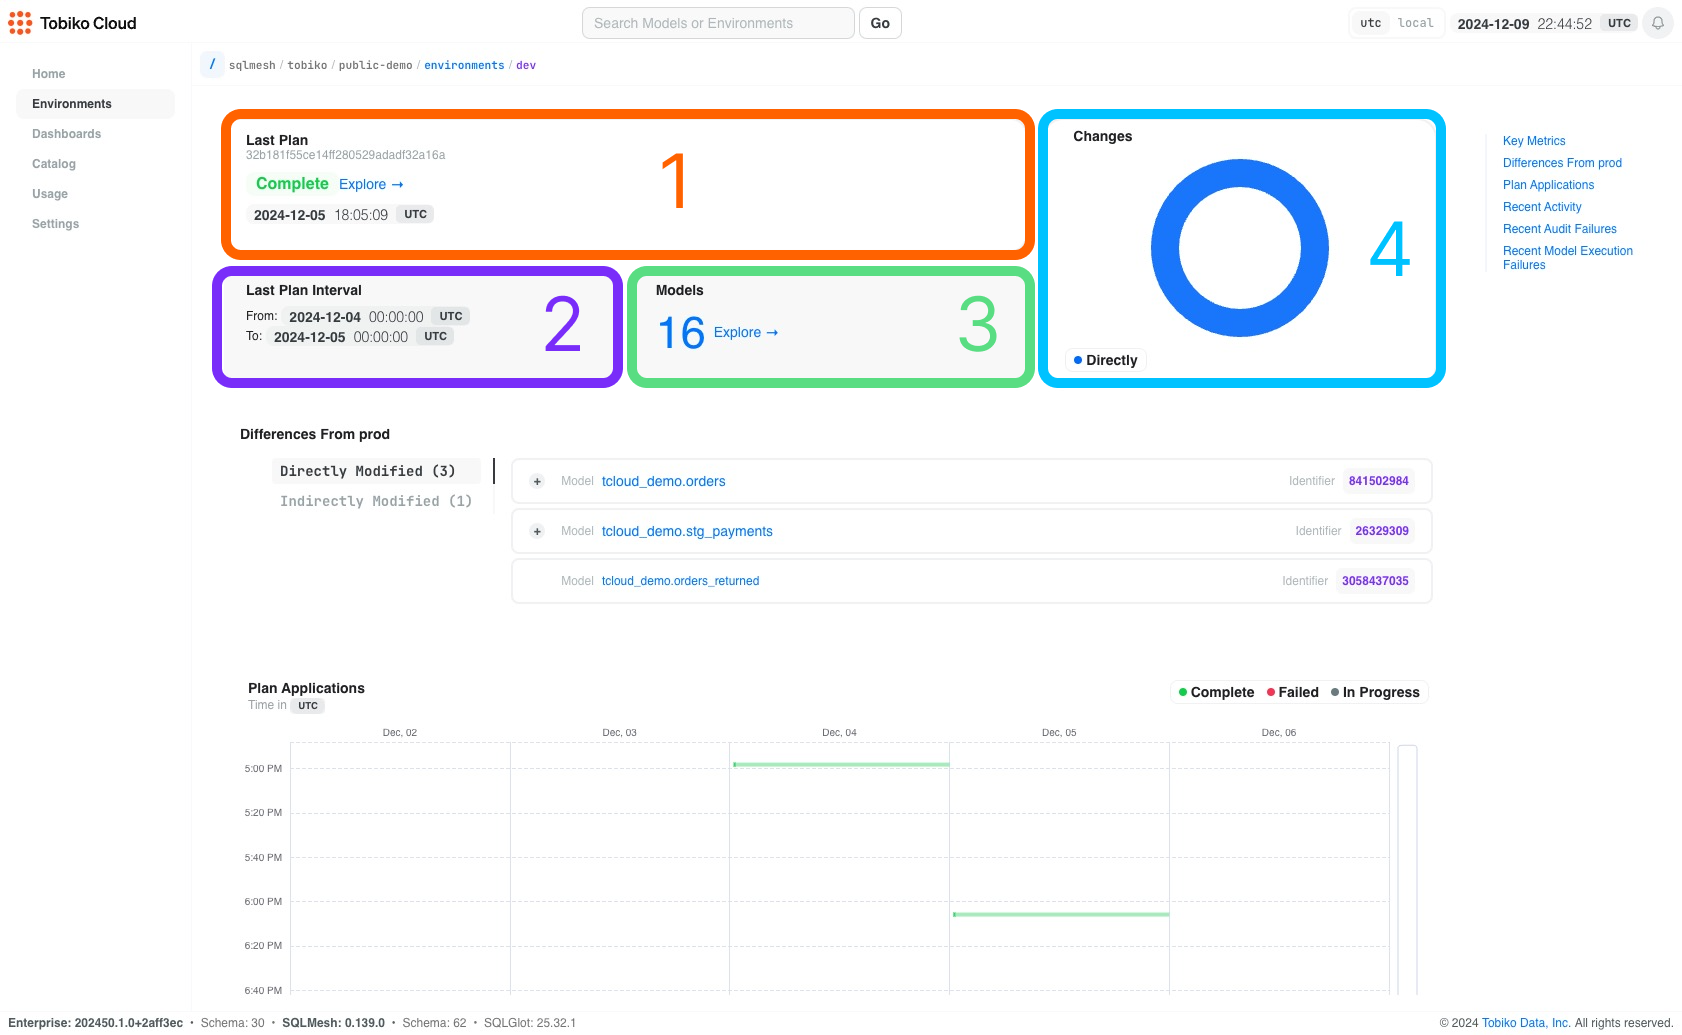 Tobiko Cloud
Search Models or Environments
Go
utc local
2024-12-09 22:44:52 UTC
Home
Environments
Dashboards
Catalog
Usage
Settings
/ sqlmesh / tobiko / public-demo / environments / dev
Last Plan
32b181f55ce14ff280529adadf32a16a
Complete Explore →
2024-12-05 18:05:09 UTC
1
Last Plan Interval
From: 2024-12-04 00:00:00 UTC
To: 2024-12-05 00:00:00 UTC
2
Models
16 Explore →
3
Changes
4
Directly
Key Metrics
Differences From prod
Plan Applications
Recent Activity
Recent Audit Failures
Recent Model Execution
Failures
Differences From prod
Directly Modified (3)
Indirectly Modified (1)
+ Model tcloud_demo.orders Identifier 841502984
+ Model tcloud_demo.stg_payments Identifier 26329309
Model tcloud_demo.orders_returned Identifier 3058437035
Plan Applications
Time in UTC
Complete Failed In Progress
Dec, 02 Dec, 03 Dec, 04 Dec, 05 Dec, 06
5:00 PM
5:20 PM
5:40 PM
6:00 PM
6:20 PM
6:40 PM
Enterprise: 202450.1.0+2aff3ec • Schema: 30 • SQLMesh: 0.139.0 • Schema: 62 • SQLGlot: 25.32.1
© 2024 Tobiko Data, Inc. All rights reserved.